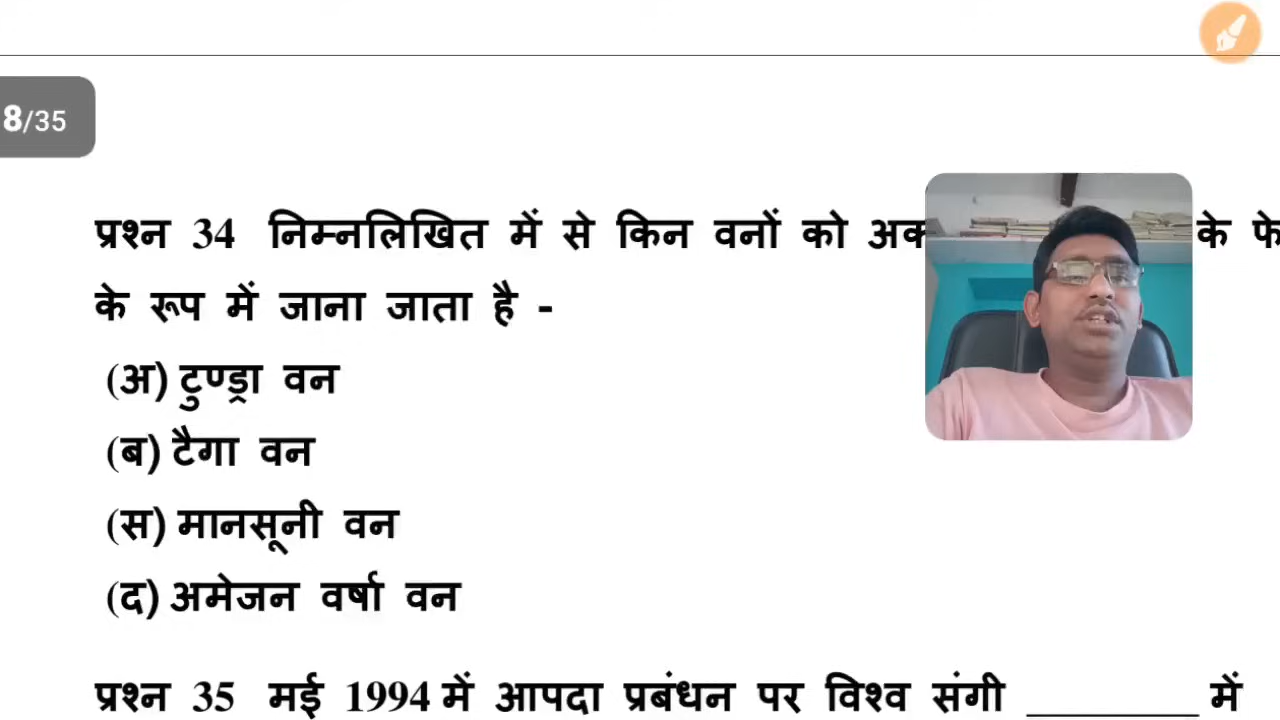 8/35
प्रश्न 34 निम्नलिखित में से किन वनों को के
के रूप में जाना जाता है -
(अ) टुण्ड्रा वन
(ब) टैगा वन
(स) मानसूनी वन
(द) अमेजन वर्षा वन
प्रश्न 35 मई 1994 में आपदा प्रबंधन पर विश्व संगी _________ में